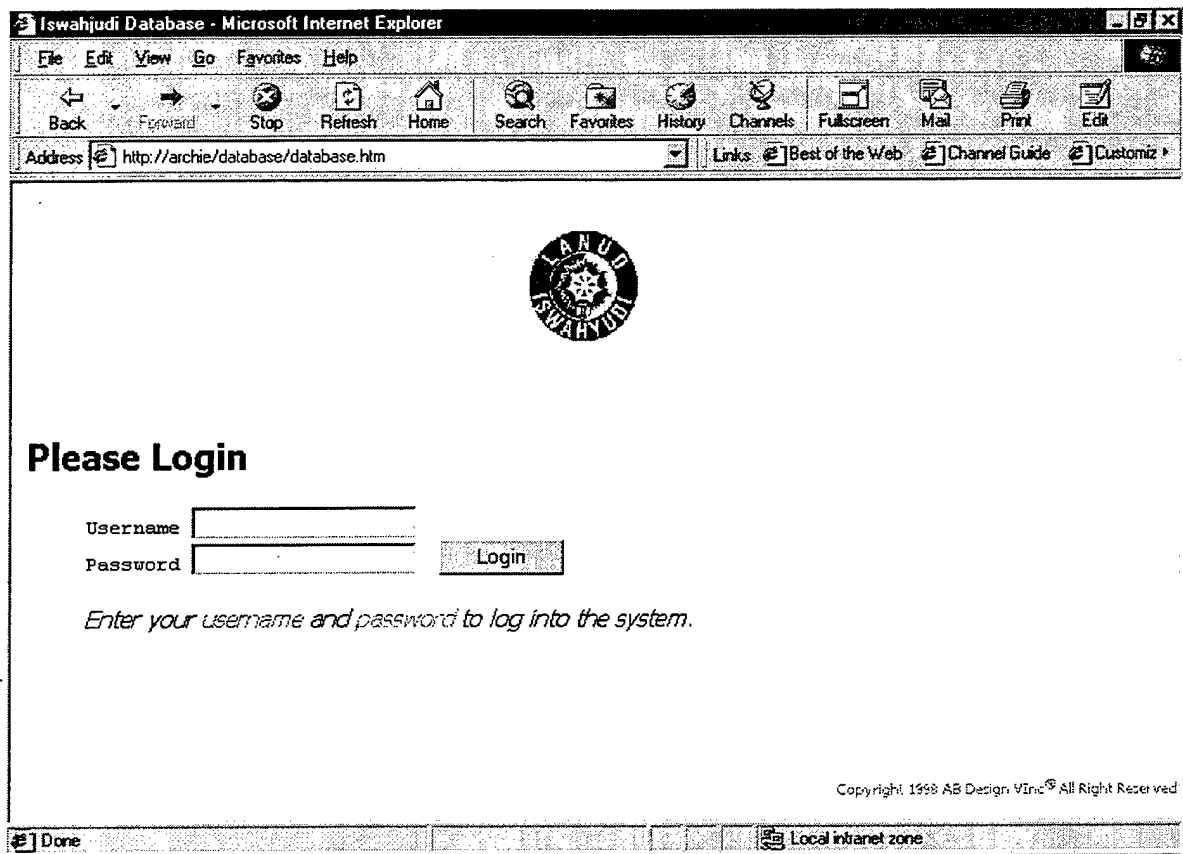 Iswahjudi Database - Microsoft Internet Explorer
File Edit View Go Favorites Help
Back Forward Stop Refresh Home Search Favorites History Channels Fullscreen Mail Print Edit
Address http://archie/database/database.htm Links Best of the Web Channel Guide Customiz
LANUD
ISWAHYUDI
Please Login
Username
Password Login
Enter your username and password to log into the system.
Copyright 1998 AB Design VInc© All Right Reserved
Done Local intranet zone